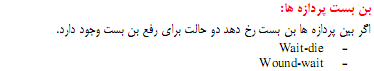 بن بست پردازه ها:
اگر بین پردازه ها بن بست رخ دهد دو حالت برای رفع بن بست وجود دارد.
- Wait-die
- Wound-wait